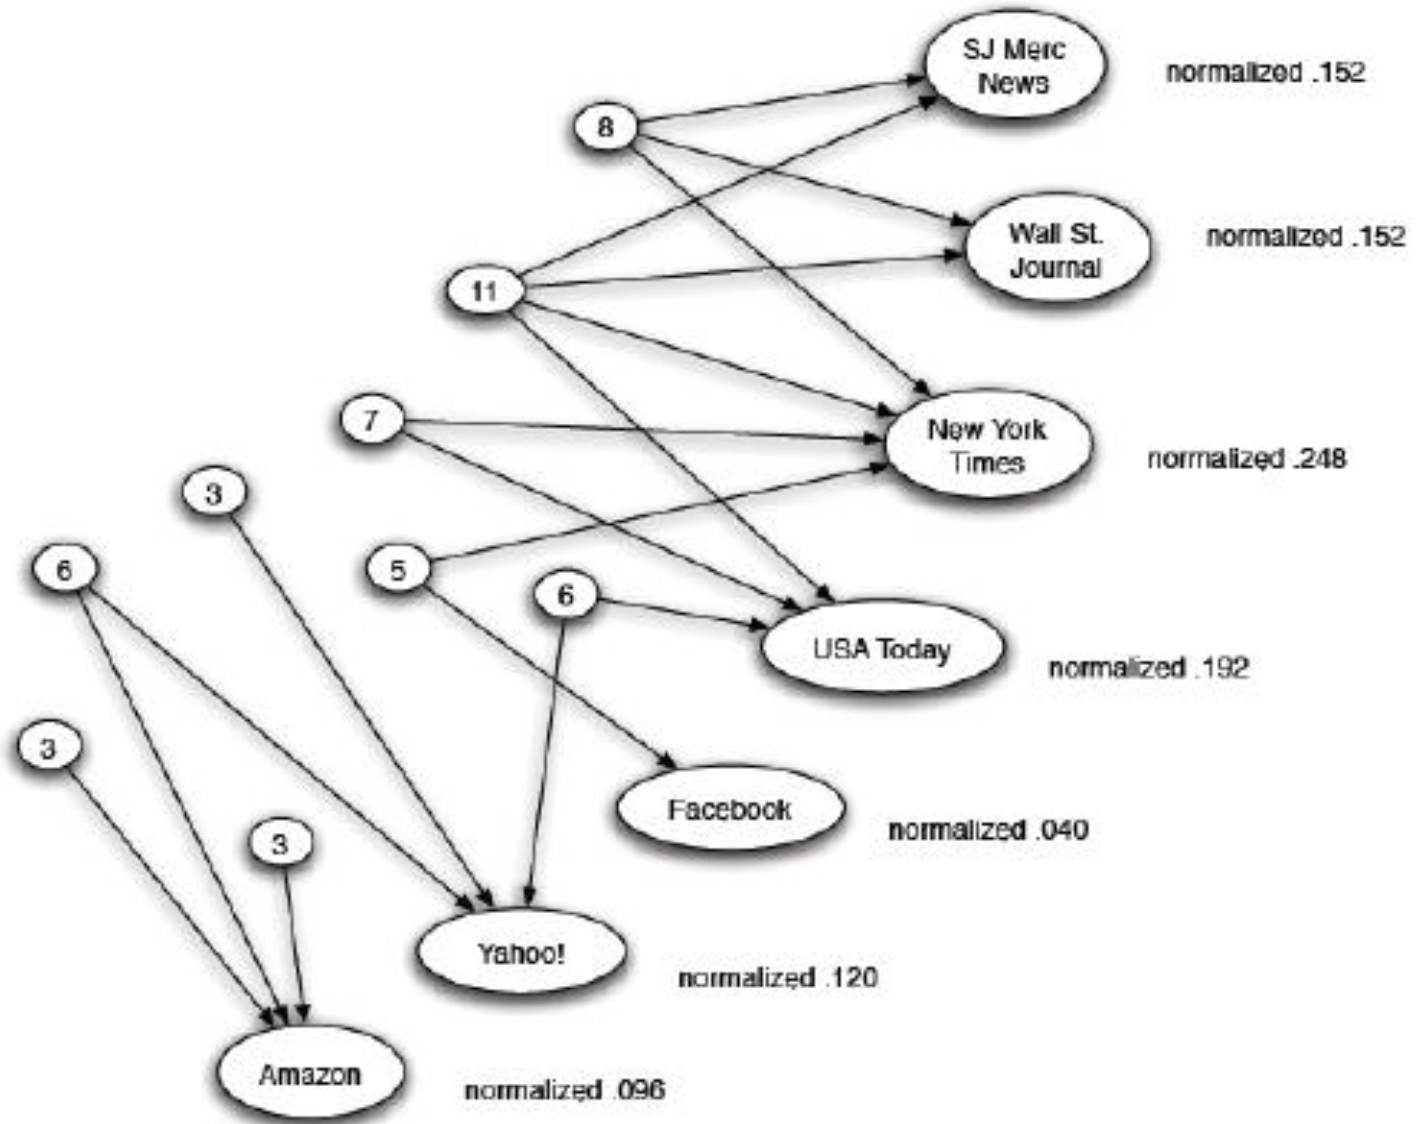 SJ Merc
News
normalized .152
8
Wall St.
Journal
normalized .152
11
New York
Times
normalized .248
7
3
6
5
6
USA Today
normalized .192
3
Facebook
normalized .040
3
Yahoo!
normalized .120
Amazon
normalized .096